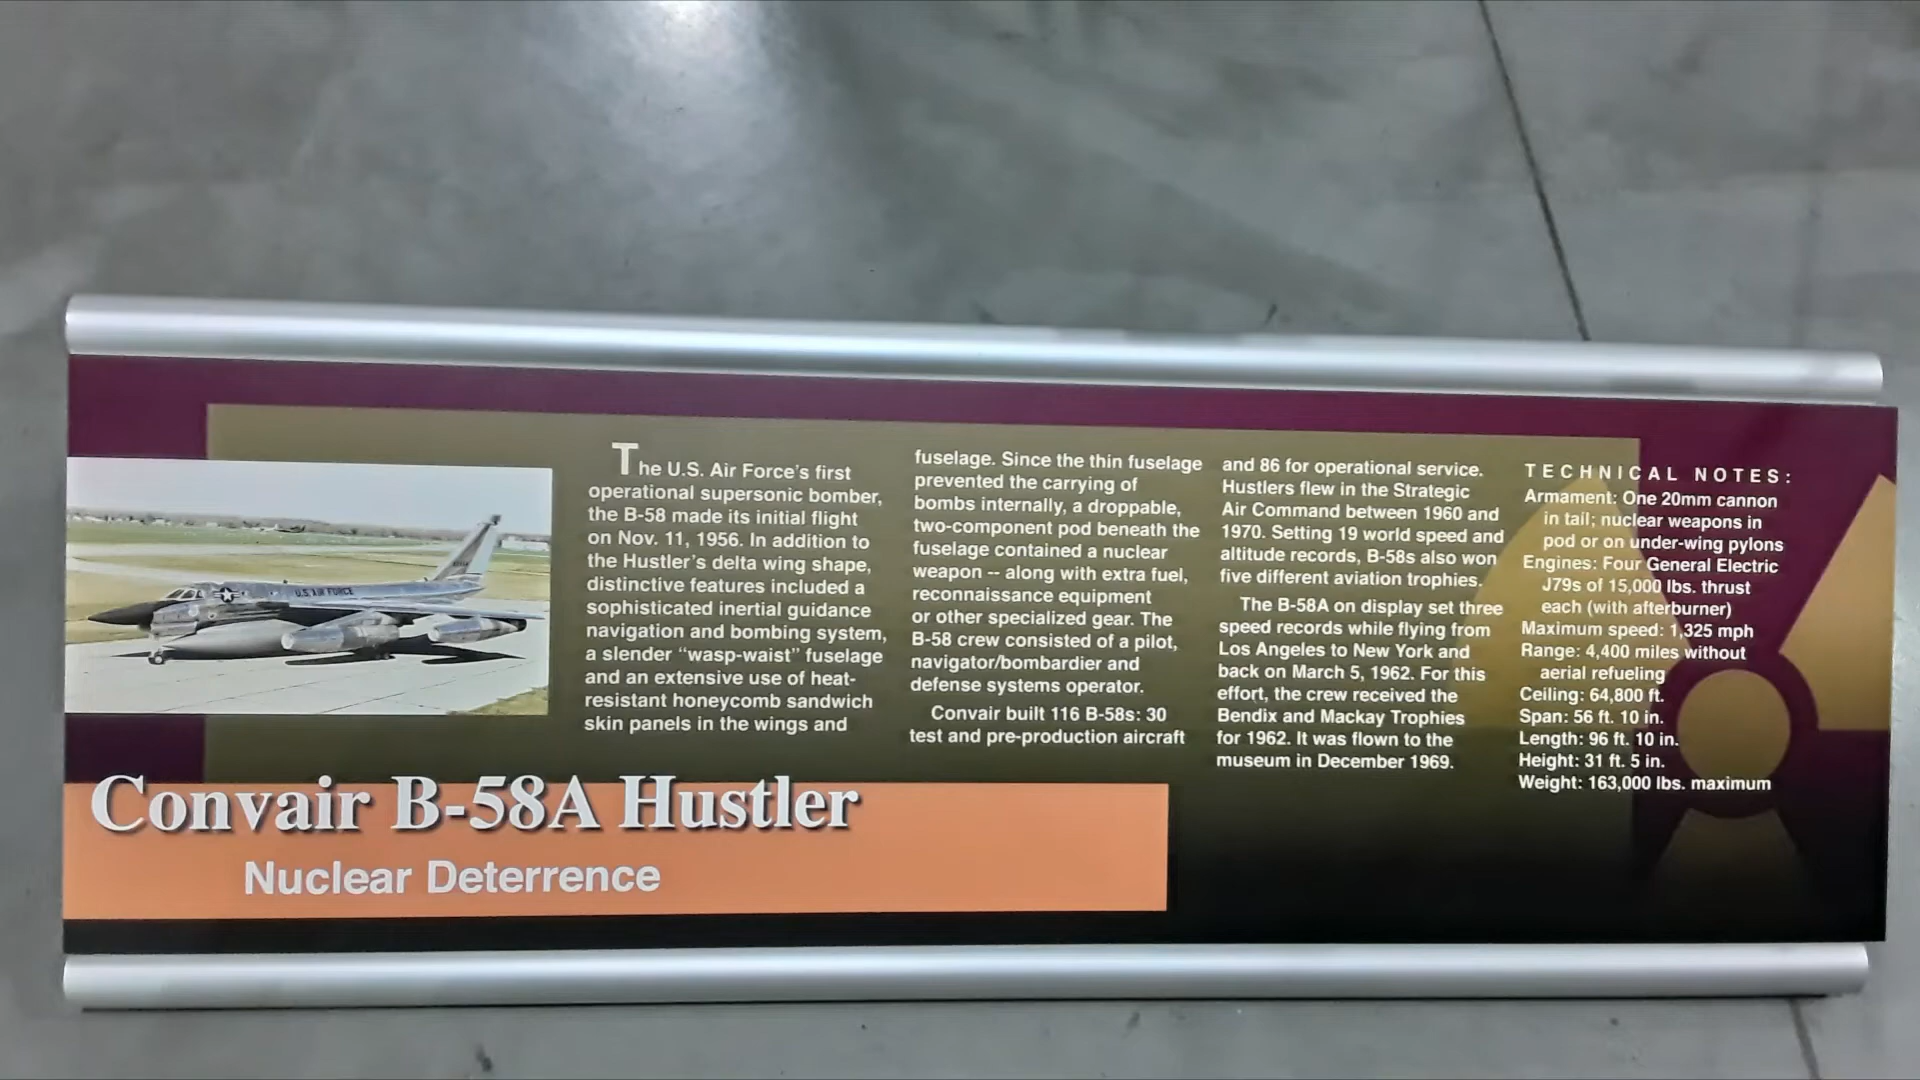 The U.S. Air Force's first
operational supersonic bomber,
the B-58 made its initial flight
on Nov. 11, 1956. In addition to
the Hustler's delta wing shape,
distinctive features included a
sophisticated inertial guidance
navigation and bombing system,
a slender “wasp-waist” fuselage
and an extensive use of heat-
resistant honeycomb sandwich
skin panels in the wings and
fuselage. Since the thin fuselage
prevented the carrying of
bombs internally, a droppable,
two-component pod beneath the
fuselage contained a nuclear
weapon -- along with extra fuel,
reconnaissance equipment
or other specialized gear. The
B-58 crew consisted of a pilot,
navigator/bombardier and
defense systems operator.
Convair built 116 B-58s: 30
test and pre-production aircraft
and 86 for operational service.
Hustlers flew in the Strategic
Air Command between 1960 and
1970. Setting 19 world speed and
altitude records, B-58s also won
five different aviation trophies.
The B-58A on display set three
speed records while flying from
Los Angeles to New York and
back on March 5, 1962. For this
effort, the crew received the
Bendix and Mackay Trophies
for 1962. It was flown to the
museum in December 1969.
TECHNICAL NOTES:
Armament: One 20mm cannon
in tail; nuclear weapons in
pod or on under-wing pylons
Engines: Four General Electric
J79s of 15,000 lbs. thrust
each (with afterburner)
Maximum speed: 1,325 mph
Range: 4,400 miles without
aerial refueling
Ceiling: 64,800 ft.
Span: 56 ft. 10 in.
Length: 96 ft. 10 in.
Height: 31 ft. 5 in.
Weight: 163,000 lbs. maximum
U.S. AIR FORCE
Convair B-58A Hustler
Nuclear Deterrence